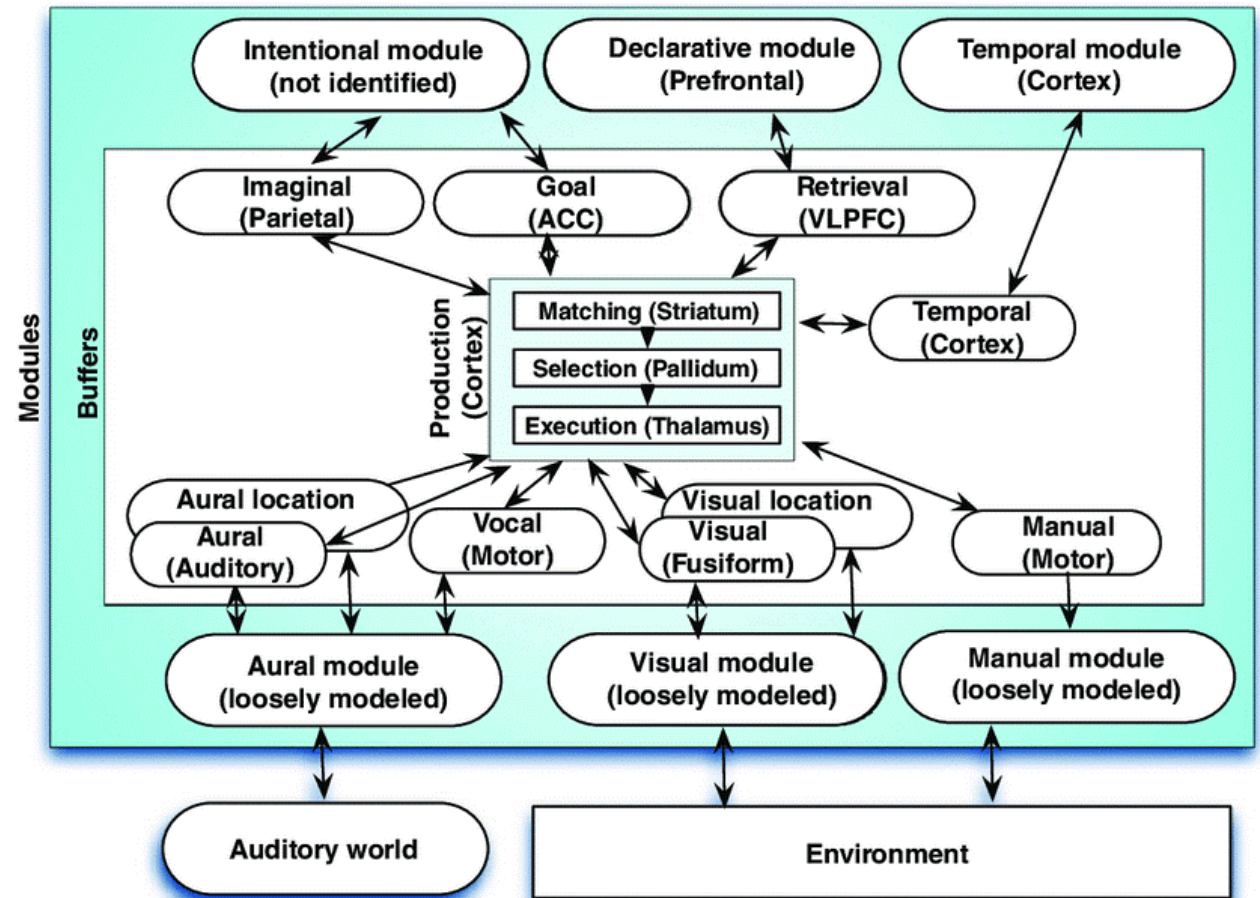 Intentional module
(not identified)
Declarative module
(Prefrontal)
Temporal module
(Cortex)
Imaginal
(Parietal)
Goal
(ACC)
Retrieval
(VLPFC)
Modules
Buffers
Production
(Cortex)
Matching (Striatum)
Selection (Pallidum)
Execution (Thalamus)
Temporal
(Cortex)
Aural location
Aural
(Auditory)
Vocal
(Motor)
Visual location
Visual
(Fusiform)
Manual
(Motor)
Aural module
(loosely modeled)
Visual module
(loosely modeled)
Manual module
(loosely modeled)
Auditory world
Environment